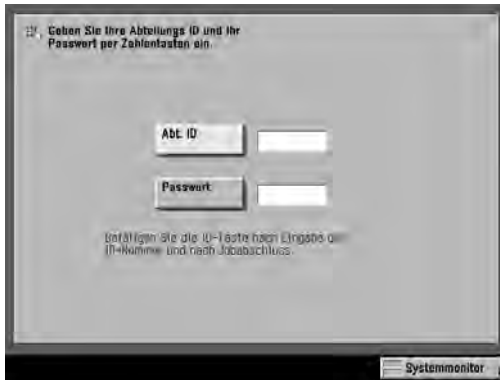 Geben Sie Ihre Abteilungs ID und Ihr
Passwort per Zahlentasten ein.
Abt. ID
Passwort
Betätigen Sie die ID-Taste nach Eingabe der
ID-Nummer und nach Jobabschluss.
Systemmonitor